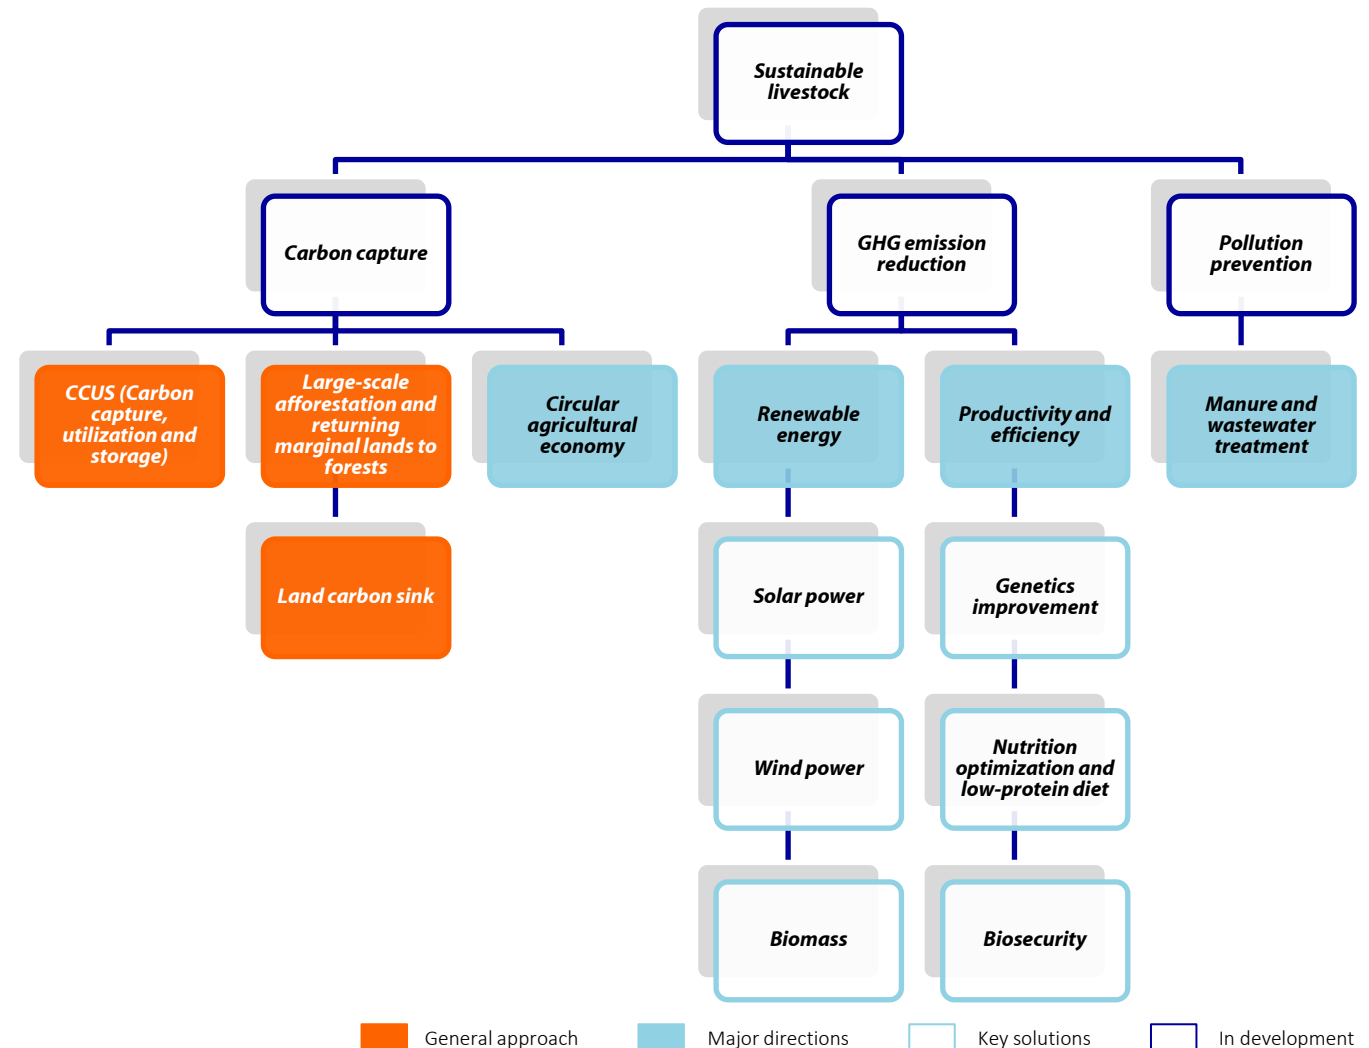 Sustainable
livestock
Carbon capture
GHG emission
reduction
Pollution
prevention
CCUS (Carbon
capture,
utilization and
storage)
Large-scale
afforestation and
returning
marginal lands to
forests
Circular
agricultural
economy
Renewable
energy
Productivity and
efficiency
Manure and
wastewater
treatment
Land carbon sink
Solar power
Genetics
improvement
Wind power
Nutrition
optimization and
low-protein diet
Biomass
Biosecurity
General approach
Major directions
Key solutions
In development